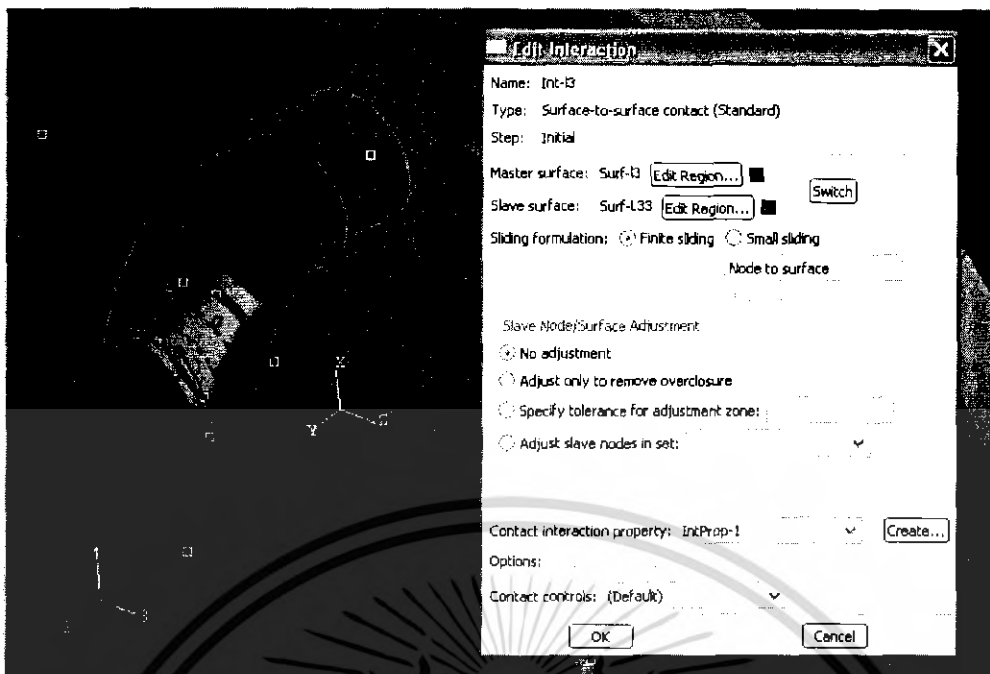 Edit Interaction
Name: Int-l3
Type: Surface-to-surface contact (Standard)
Step: Initial
Master surface: Surf-l3 Edit Region...
Switch
Slave surface: Surf-L33 Edit Region...
Sliding formulation: Finite sliding Small sliding
Node to surface
Slave Node/Surface Adjustment
No adjustment
Adjust only to remove overclosure
Specify tolerance for adjustment zone:
Adjust slave nodes in set:
Contact interaction property: IntProp-1 Create...
Options:
Contact controls: (Default)
OK Cancel
X
Y